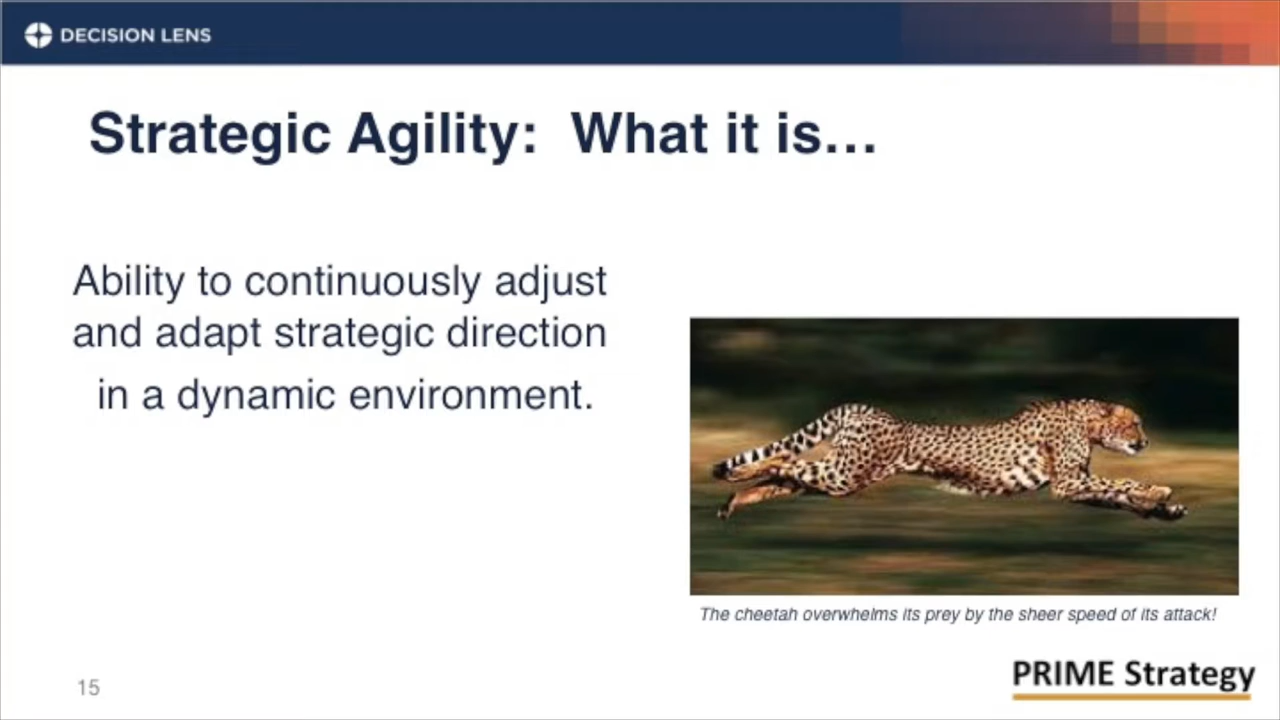 DECISION LENS
Strategic Agility:  What it is…
Ability to continuously adjust
and adapt strategic direction
in a dynamic environment.
The cheetah overwhelms its prey by the sheer speed of its attack!
15
PRIME Strategy